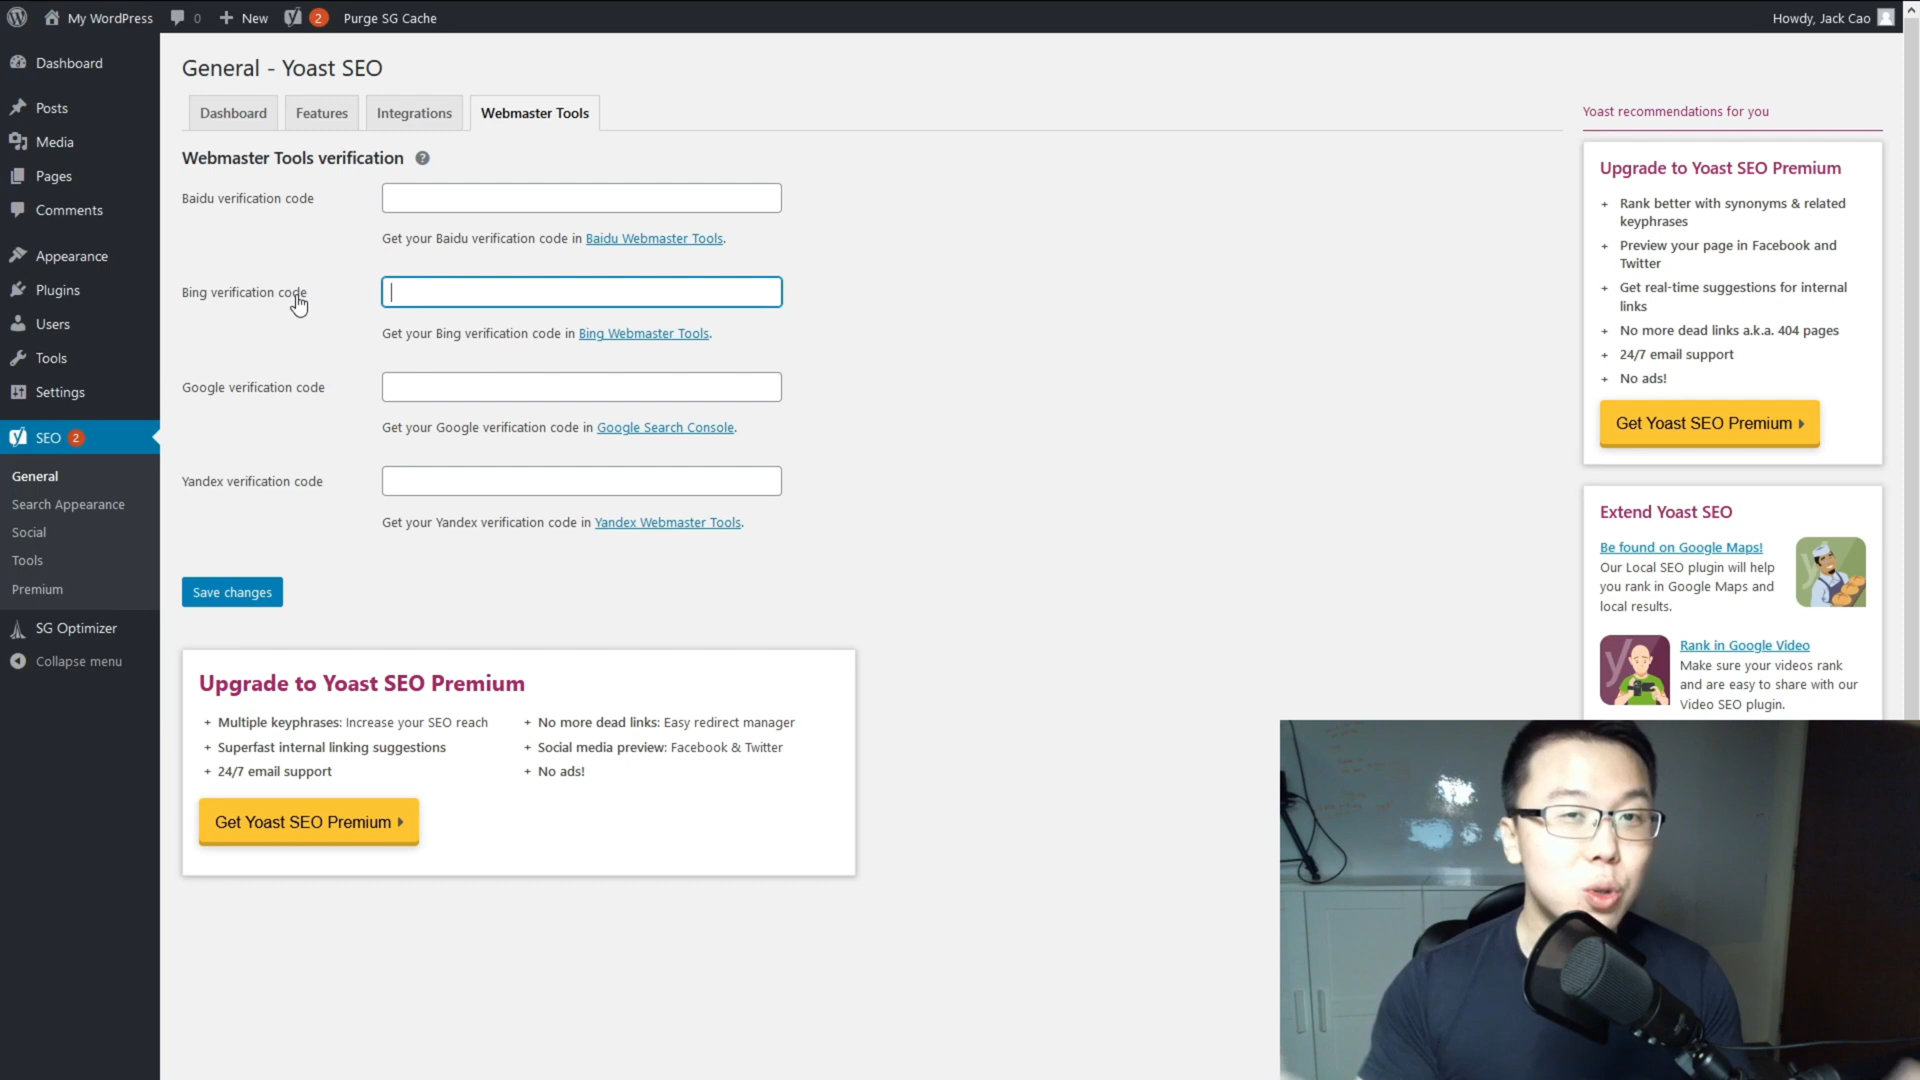 My WordPress
0
New
2
Purge SG Cache
Howdy, Jack Cao
Dashboard
Posts
Media
Pages
Comments
Appearance
Plugins
Users
Tools
Settings
SEO 2
General
Search Appearance
Social
Tools
Premium
SG Optimizer
Collapse menu
General - Yoast SEO
Dashboard
Features
Integrations
Webmaster Tools
Webmaster Tools verification ?
Baidu verification code
Get your Baidu verification code in Baidu Webmaster Tools.
Bing verification code
Get your Bing verification code in Bing Webmaster Tools.
Google verification code
Get your Google verification code in Google Search Console.
Yandex verification code
Get your Yandex verification code in Yandex Webmaster Tools.
Save changes
Upgrade to Yoast SEO Premium
+ Multiple keyphrases: Increase your SEO reach
+ Superfast internal linking suggestions
+ 24/7 email support
+ No more dead links: Easy redirect manager
+ Social media preview: Facebook & Twitter
+ No ads!
Get Yoast SEO Premium
Yoast recommendations for you
Upgrade to Yoast SEO Premium
+ Rank better with synonyms & related
keyphrases
+ Preview your page in Facebook and
Twitter
+ Get real-time suggestions for internal
links
+ No more dead links a.k.a. 404 pages
+ 24/7 email support
+ No ads!
Get Yoast SEO Premium
Extend Yoast SEO
Be found on Google Maps!
Our Local SEO plugin will help
you rank in Google Maps and
local results.
Rank in Google Video
Make sure your videos rank
and are easy to share with our
Video SEO plugin.